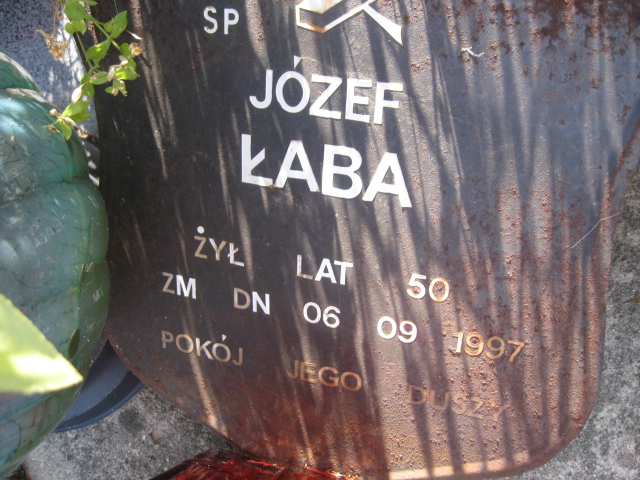 SP
JÓZEF
ŁABA
ŻYŁ LAT 50
ZM DN 06 09 1997
POKÓJ JEGO DUSZY